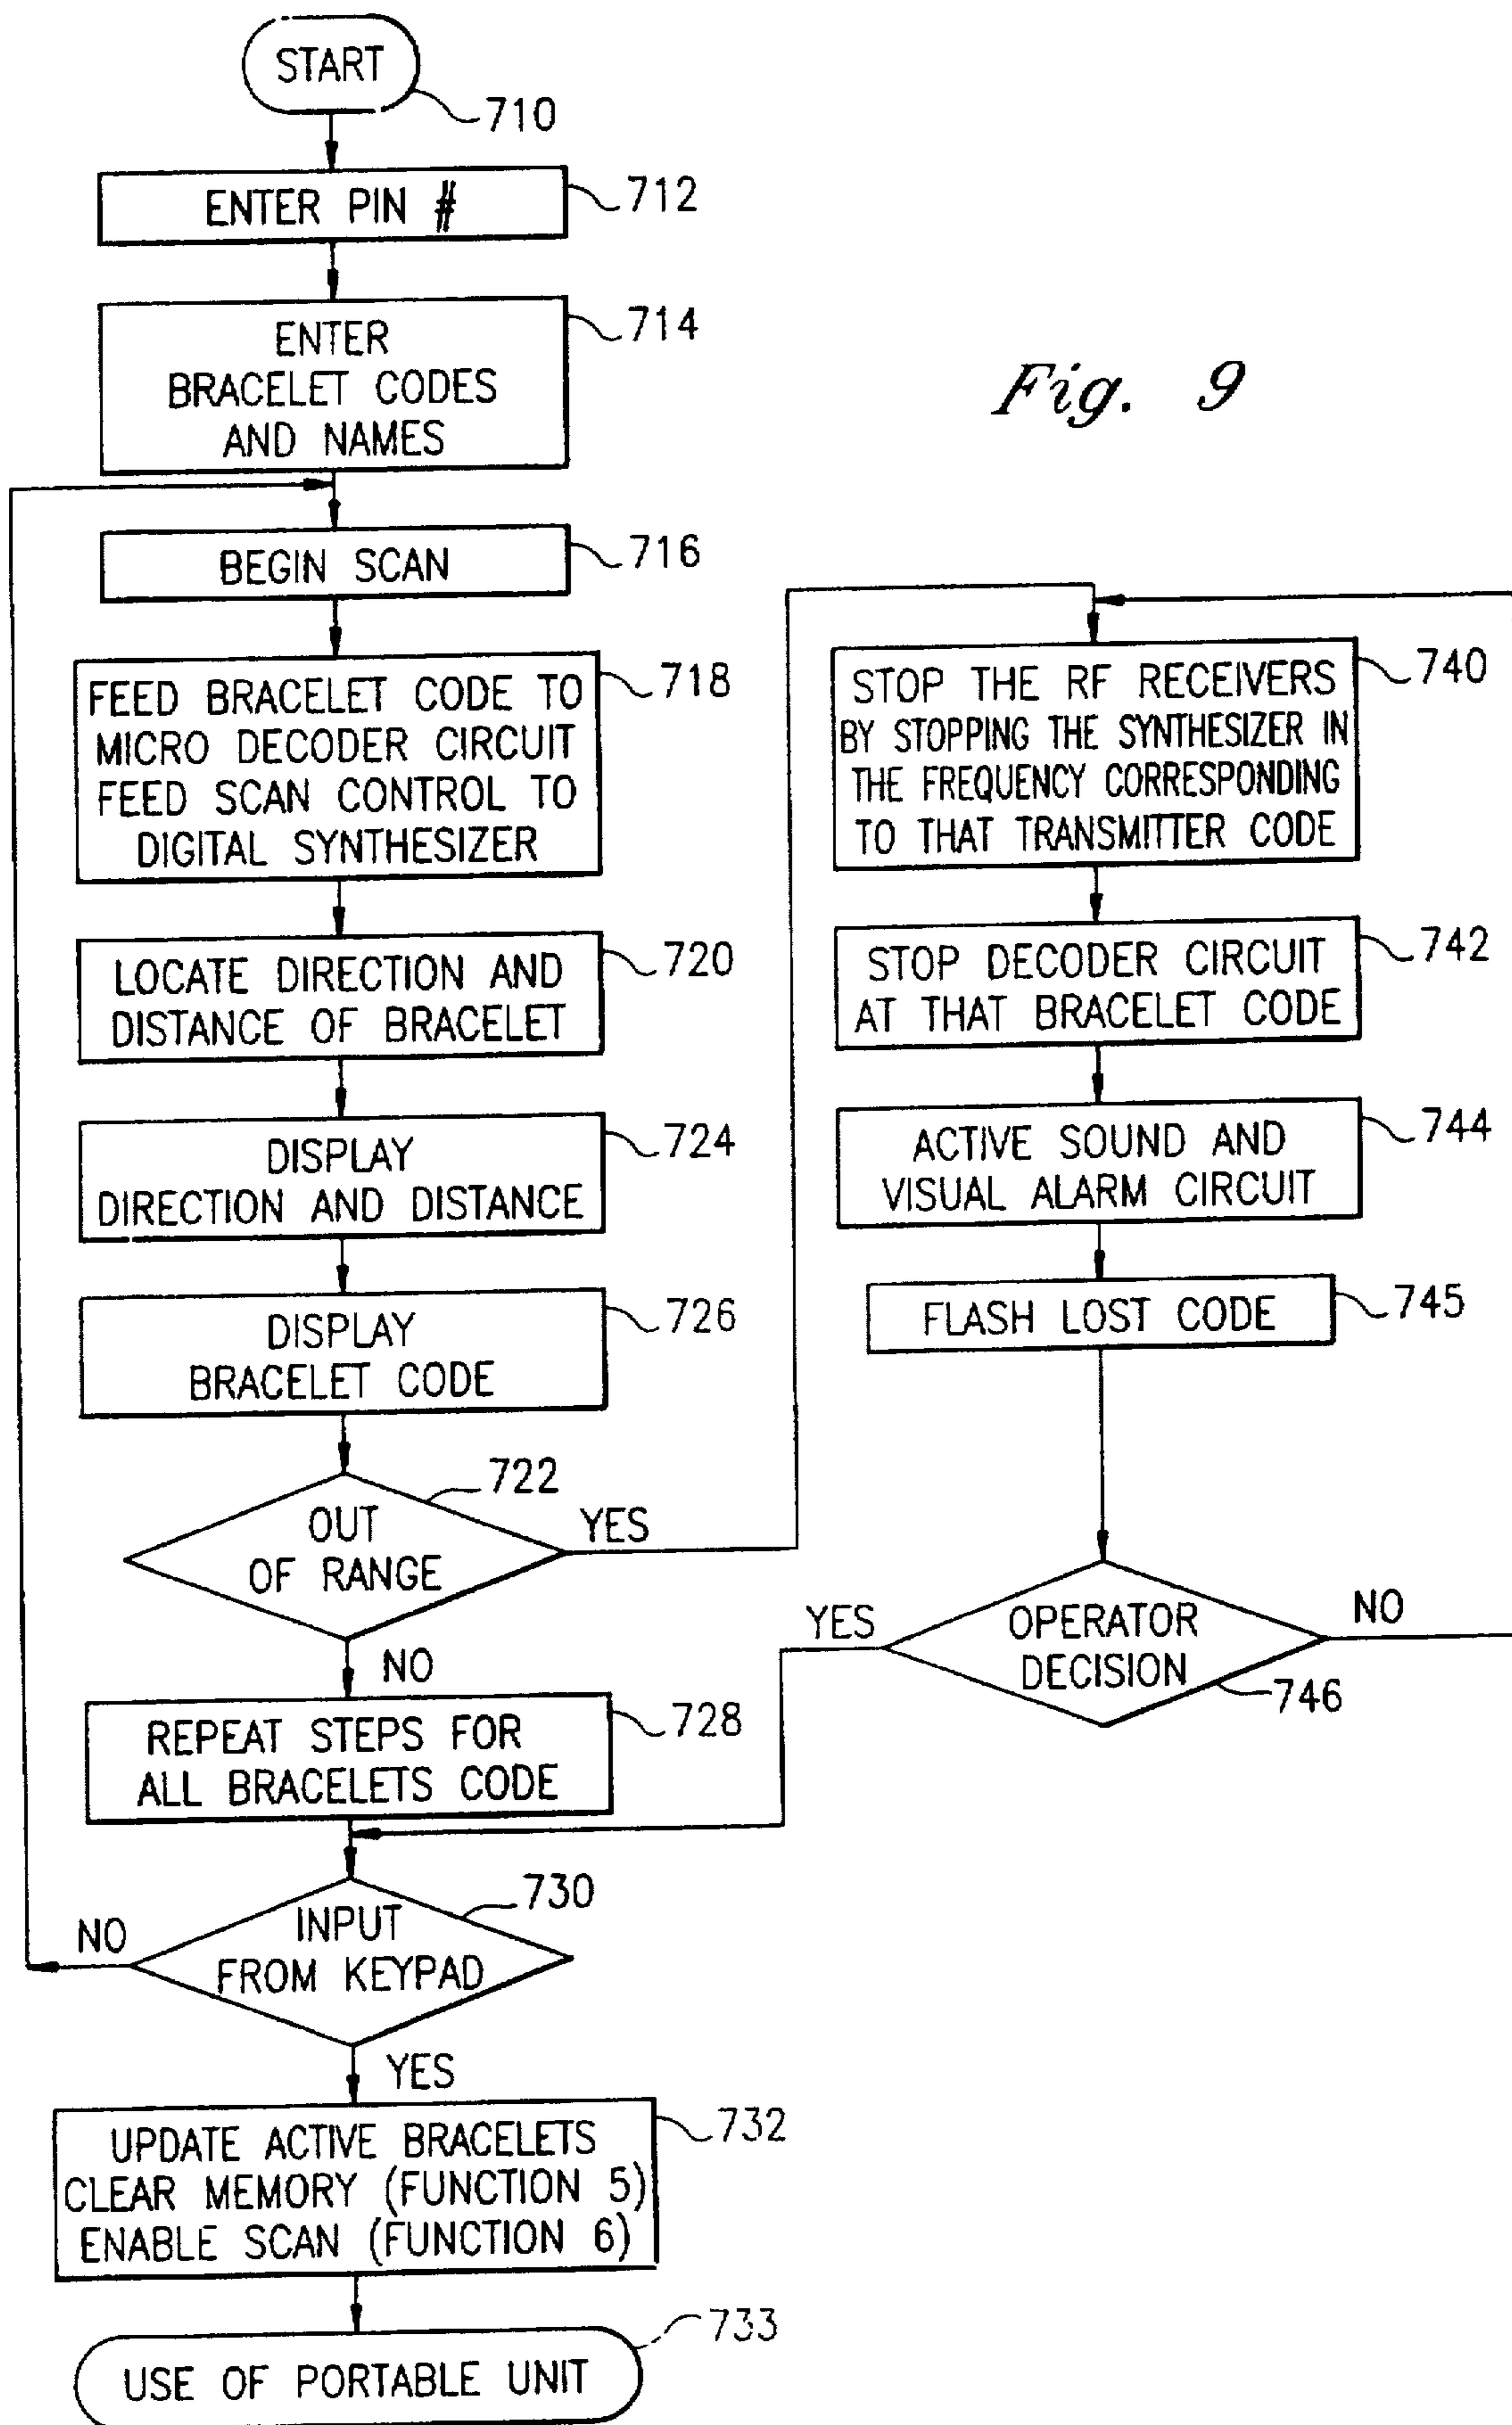 START
710
ENTER PIN #
712
ENTER
BRACELET CODES
AND NAMES
714
Fig. 9
BEGIN SCAN
716
FEED BRACELET CODE TO
MICRO DECODER CIRCUIT
FEED SCAN CONTROL TO
DIGITAL SYNTHESIZER
718
LOCATE DIRECTION AND
DISTANCE OF BRACELET
720
DISPLAY
DIRECTION AND DISTANCE
724
DISPLAY
BRACELET CODE
726
OUT
OF RANGE
722
YES
NO
REPEAT STEPS FOR
ALL BRACELETS CODE
728
INPUT
FROM KEYPAD
730
NO
YES
UPDATE ACTIVE BRACELETS
CLEAR MEMORY (FUNCTION 5)
ENABLE SCAN (FUNCTION 6)
732
USE OF PORTABLE UNIT
733
STOP THE RF RECEIVERS
BY STOPPING THE SYNTHESIZER IN
THE FREQUENCY CORRESPONDING
TO THAT TRANSMITTER CODE
740
STOP DECODER CIRCUIT
AT THAT BRACELET CODE
742
ACTIVE SOUND AND
VISUAL ALARM CIRCUIT
744
FLASH LOST CODE
745
OPERATOR
DECISION
746
YES
NO